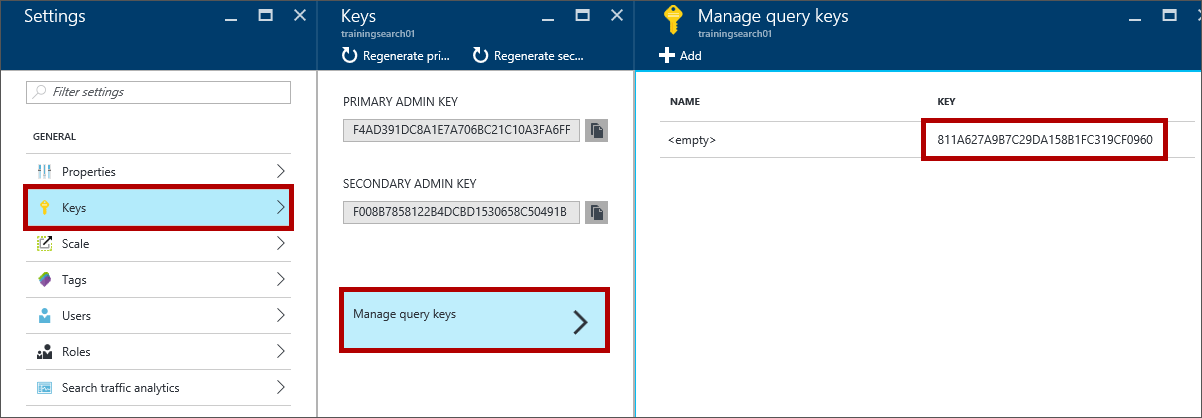 Settings
Filter settings
GENERAL
Properties
Keys
Scale
Tags
Users
Roles
Search traffic analytics
Keys
trainingsearch01
Regenerate pri...
Regenerate sec...
PRIMARY ADMIN KEY
F4AD391DC8A1E7A706BC21C10A3FA6FF
SECONDARY ADMIN KEY
F008B7858122B4DCBD1530658C50491B
Manage query keys
Manage query keys
trainingsearch01
Add
NAME
KEY
<empty>
811A627A9B7C29DA158B1FC319CF0960